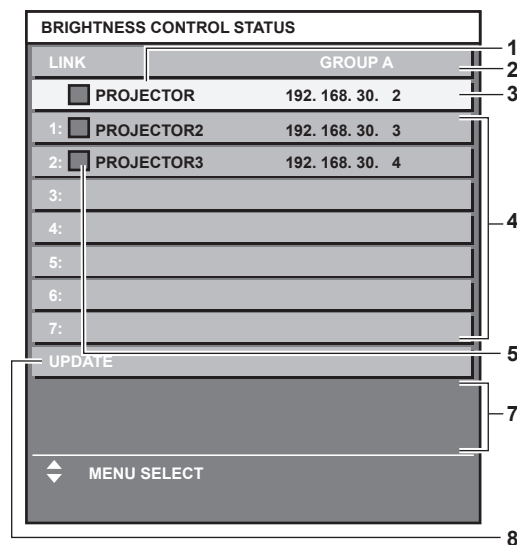 BRIGHTNESS CONTROL STATUS
LINK GROUP A
PROJECTOR 192. 168. 30. 2
1: PROJECTOR2 192. 168. 30. 3
2: PROJECTOR3 192. 168. 30. 4
3:
4:
5:
6:
7:
UPDATE
MENU SELECT
1
2
3
4
5
7
8